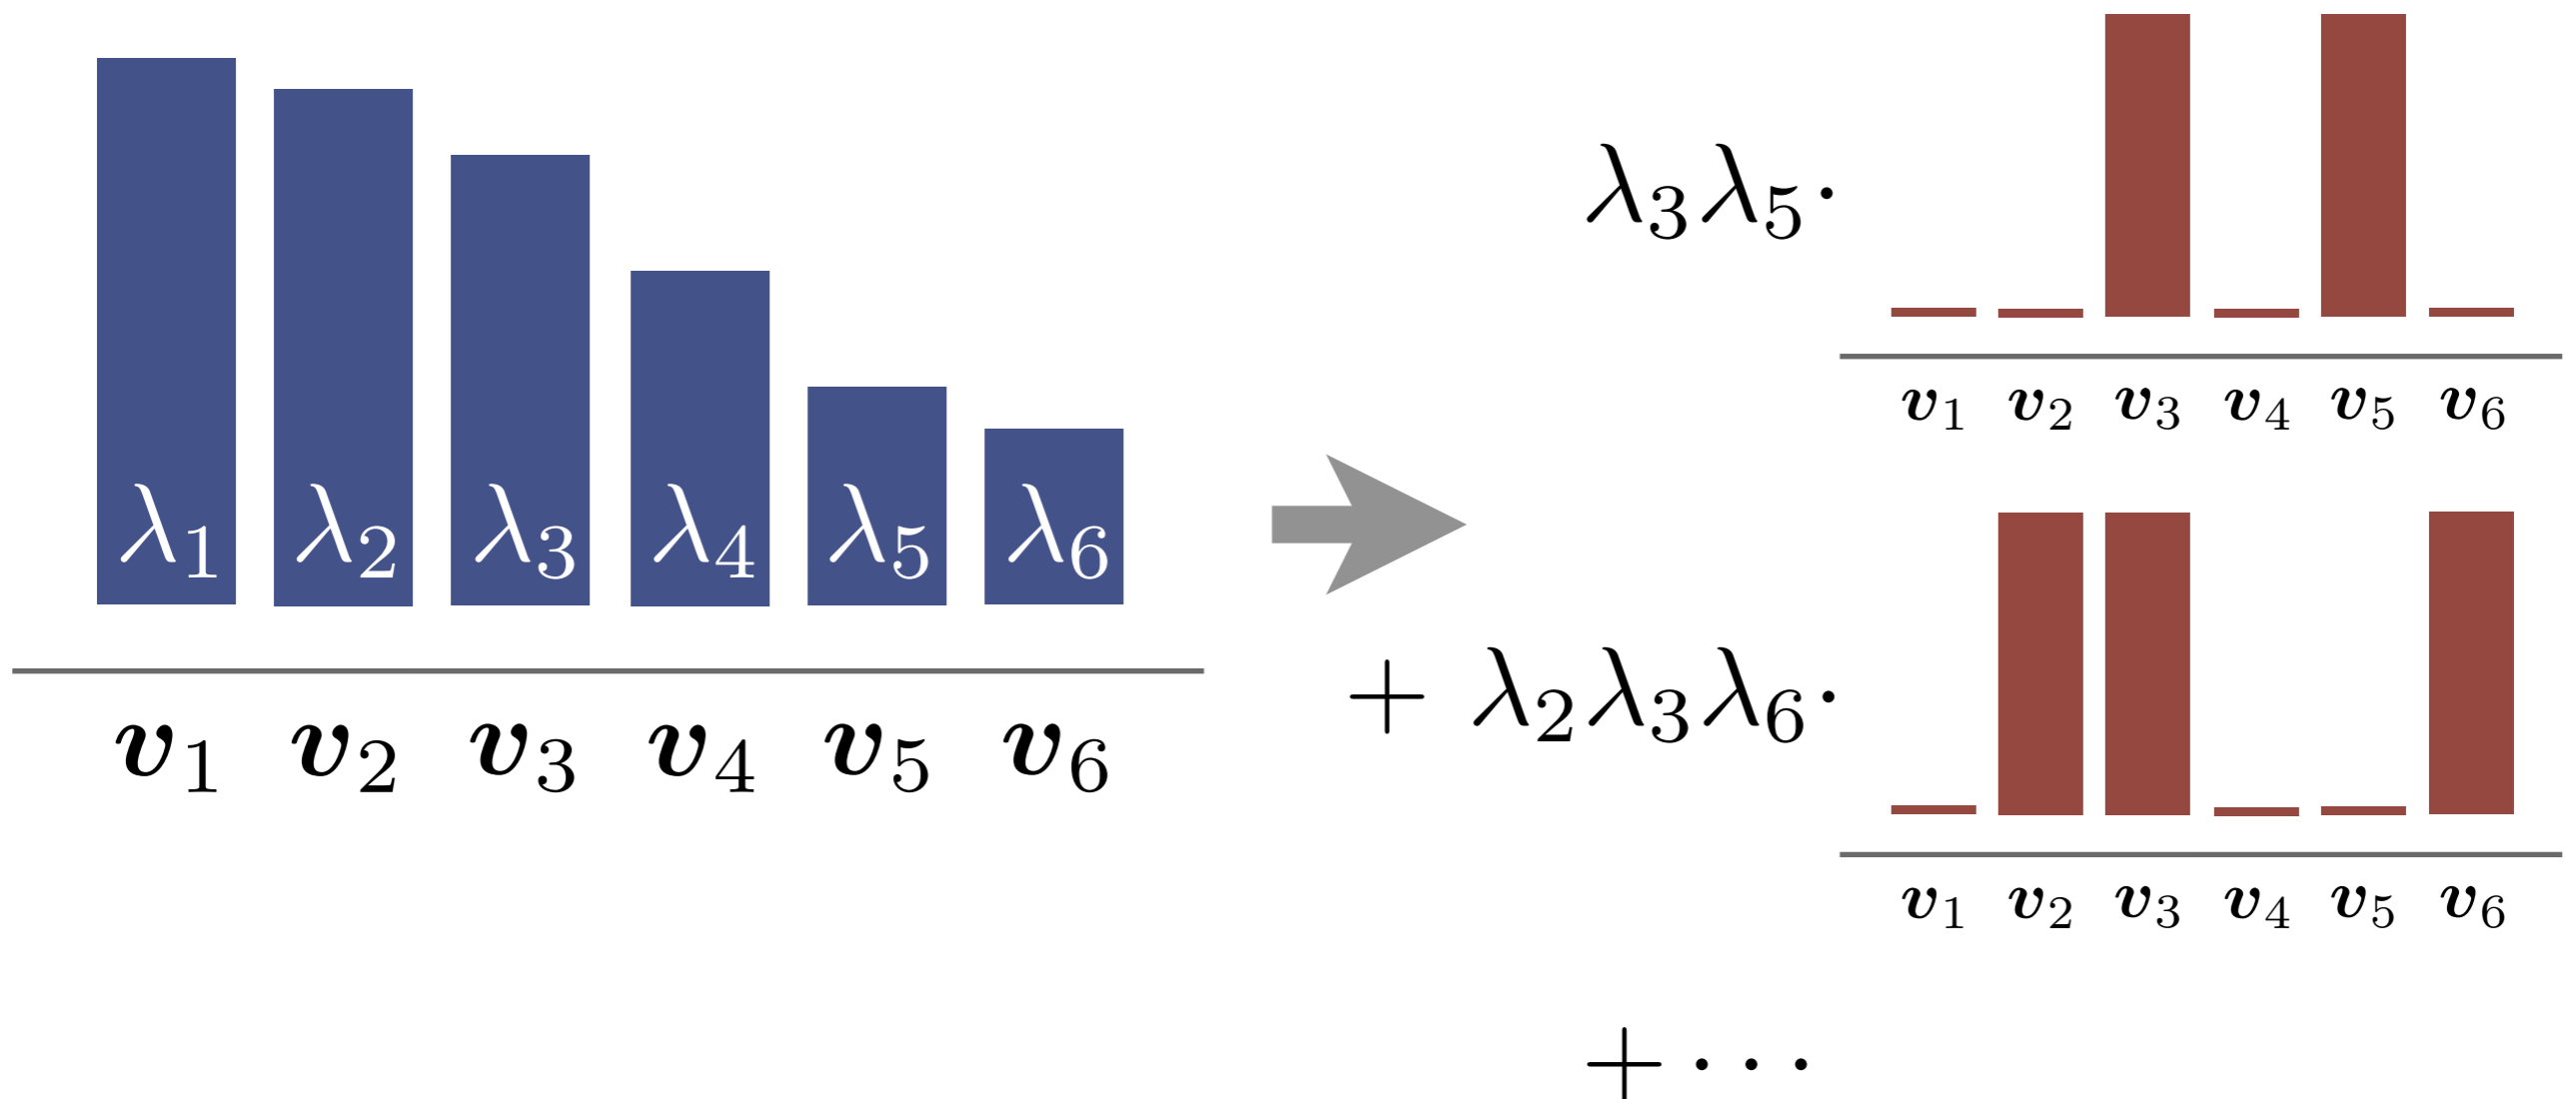 λ₁ λ₂ λ₃ λ₄ λ₅ λ₆
v₁ v₂ v₃ v₄ v₅ v₆
λ₃λ₅·
v₁ v₂ v₃ v₄ v₅ v₆
+ λ₂λ₃λ₆·
v₁ v₂ v₃ v₄ v₅ v₆
+ ···